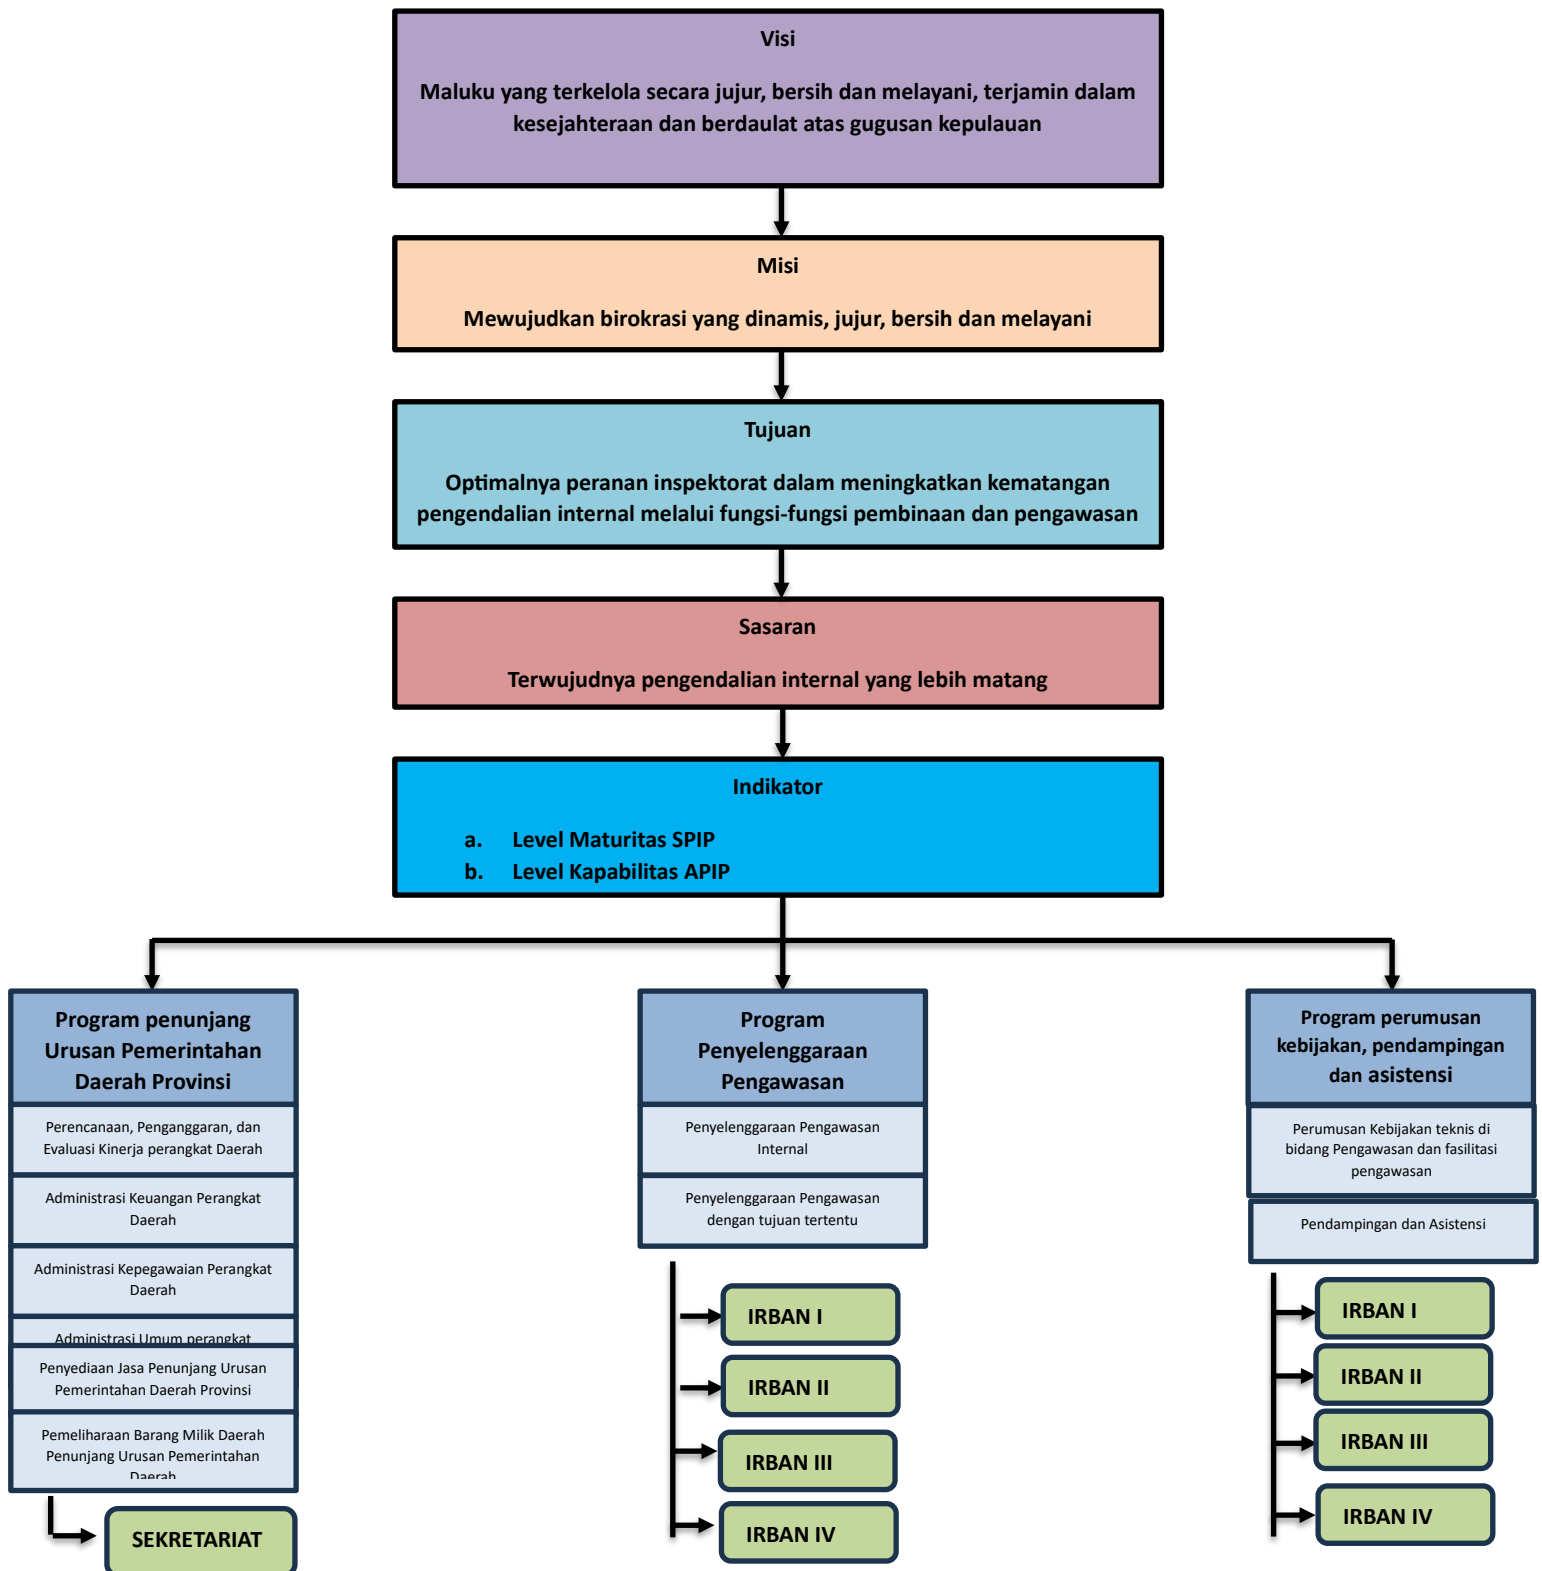 Visi
Maluku yang terkelola secara jujur, bersih dan melayani, terjamin dalam
kesejahteraan dan berdaulat atas gugusan kepulauan
Misi
Mewujudkan birokrasi yang dinamis, jujur, bersih dan melayani
Tujuan
Optimalnya peranan inspektorat dalam meningkatkan kematangan
pengendalian internal melalui fungsi-fungsi pembinaan dan pengawasan
Sasaran
Terwujudnya pengendalian internal yang lebih matang
Indikator
a. Level Maturitas SPIP
b. Level Kapabilitas APIP
Program penunjang
Urusan Pemerintahan
Daerah Provinsi
Perencanaan, Penganggaran, dan
Evaluasi Kinerja perangkat Daerah
Administrasi Keuangan Perangkat
Daerah
Administrasi Kepegawaian Perangkat
Daerah
Administrasi Umum perangkat
Penyediaan Jasa Penunjang Urusan
Pemerintahan Daerah Provinsi
Pemeliharaan Barang Milik Daerah
Penunjang Urusan Pemerintahan
Daerah
SEKRETARIAT
Program
Penyelenggaraan
Pengawasan
Penyelenggaraan Pengawasan
Internal
Penyelenggaraan Pengawasan
dengan tujuan tertentu
IRBAN I
IRBAN II
IRBAN III
IRBAN IV
Program perumusan
kebijakan, pendampingan
dan asistensi
Perumusan Kebijakan teknis di
bidang Pengawasan dan fasilitasi
pengawasan
Pendampingan dan Asistensi
IRBAN I
IRBAN II
IRBAN III
IRBAN IV